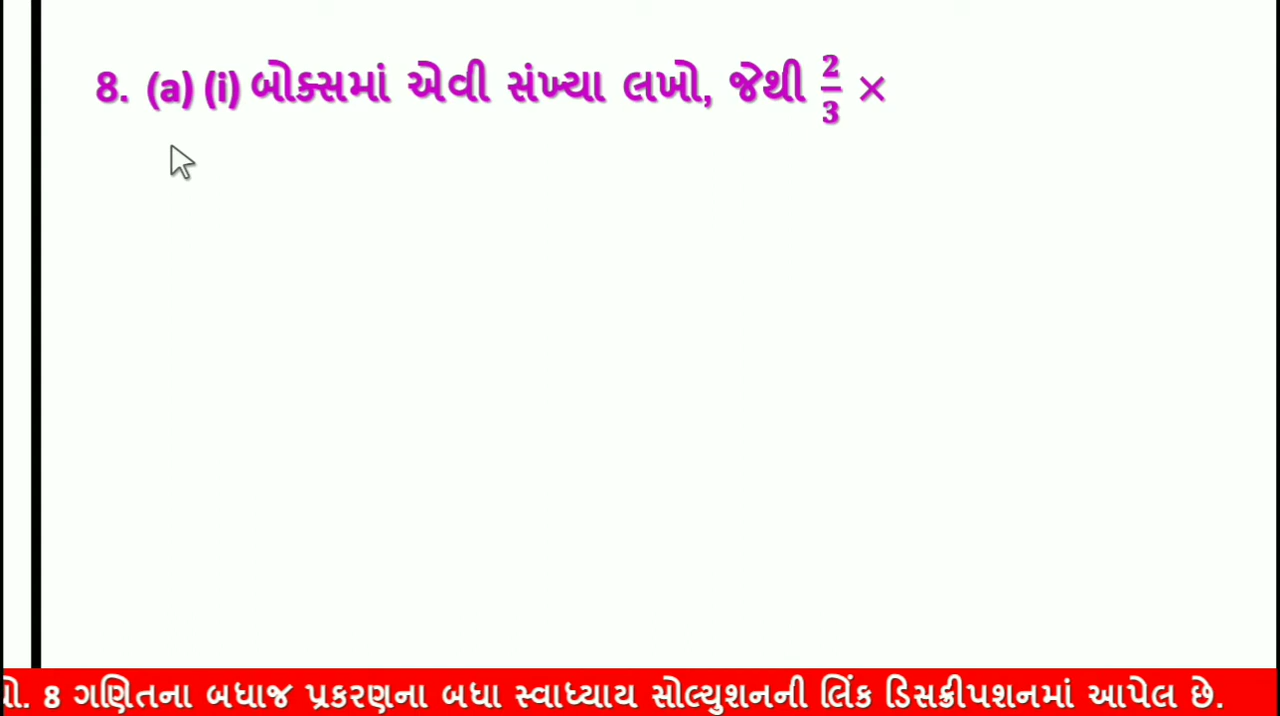 8. (a) (i) બોક્સમાં એવી સંખ્યા લખો, જેથી 2/3 ×
ો. 8 ગણિતના બધાજ પ્રકરણના બધા સ્વાધ્યાય સોલ્યુશનની લિંક ડિસક્રીપશનમાં આપેલ છે.